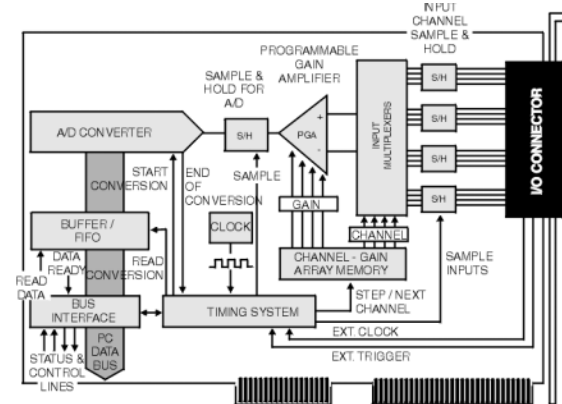 INPUT
CHANNEL
SAMPLE &
HOLD
PROGRAMMABLE
GAIN
AMPLIFIER
SAMPLE &
HOLD FOR
A/D
S/H
S/H
S/H
S/H
I/O CONNECTOR
INPUT
MULTIPLEXERS
+
PGA
-
S/H
A/D CONVERTER
START
CONVERSION
END
OF
CONVERSION
SAMPLE
GAIN
CHANNEL
BUFFER /
FIFO
CLOCK
CHANNEL - GAIN
ARRAY MEMORY
SAMPLE
INPUTS
DATA
READY
READ
DATA
READ
CONVERSION
CONVERSION
BUS
INTERFACE
TIMING SYSTEM
STEP / NEXT
CHANNEL
EXT. CLOCK
EXT. TRIGGER
PC
DATA
BUS
STATUS &
CONTROL
LINES